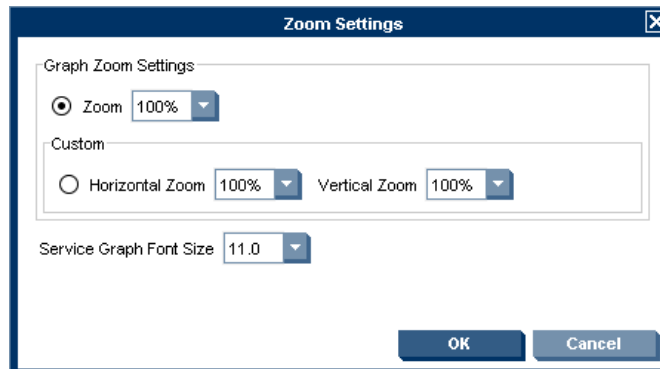 Zoom Settings
Graph Zoom Settings
Zoom 100%
Custom
Horizontal Zoom 100% Vertical Zoom 100%
Service Graph Font Size 11.0
OK Cancel